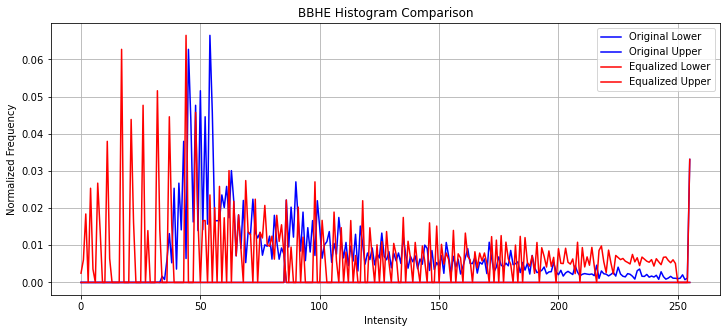 BBHE Histogram Comparison
Original Lower
Original Upper
Equalized Lower
Equalized Upper
Normalized Frequency
0.06
0.05
0.04
0.03
0.02
0.01
0.00
0 50 100 150 200 250
Intensity